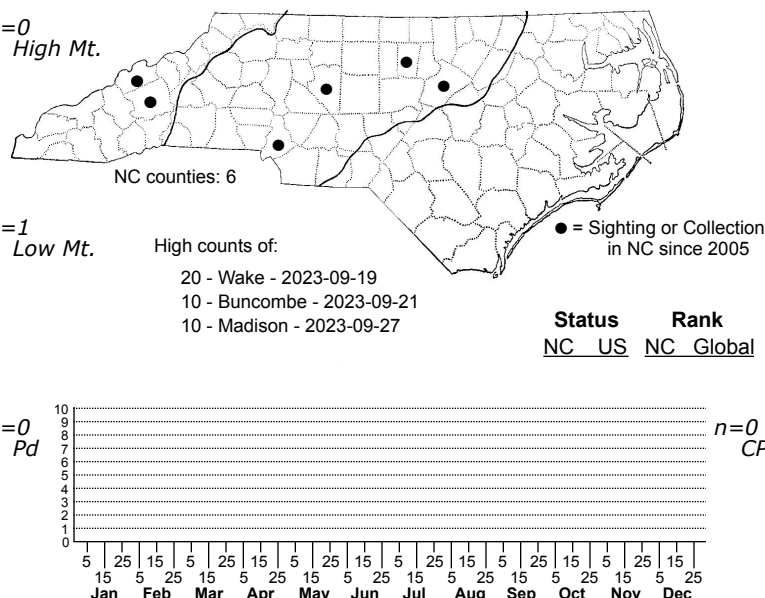 =0
High Mt.
NC counties: 6
=1
Low Mt.
High counts of:
20 - Wake - 2023-09-19
10 - Buncombe - 2023-09-21
10 - Madison - 2023-09-27
● = Sighting or Collection
in NC since 2005
Status Rank
NC US NC Global
=0
Pd
10
9
8
7
6
5
4
3
2
1
0
n=0
CP
5 25 15 5 25 15 5 25 15 5 25 15 5 25 15 5 25 15
15 5 25 15 5 25 15 5 25 15 5 25 15 5 25 15 5 25
Jan Feb Mar Apr May Jun Jul Aug Sep Oct Nov Dec